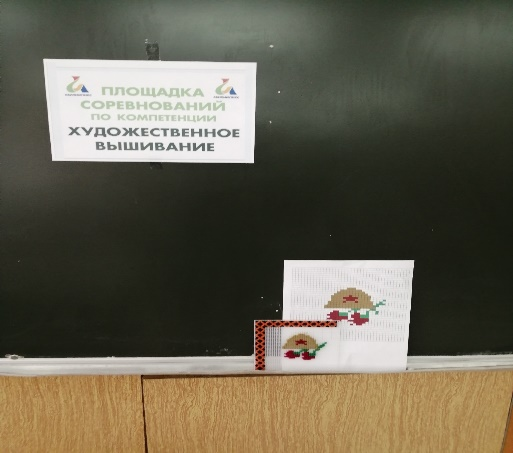 ПЛОЩАДКА
СОРЕВНОВАНИЙ
ПО КОМПЕТЕНЦИИ
ХУДОЖЕСТВЕННОЕ
ВЫШИВАНИЕ